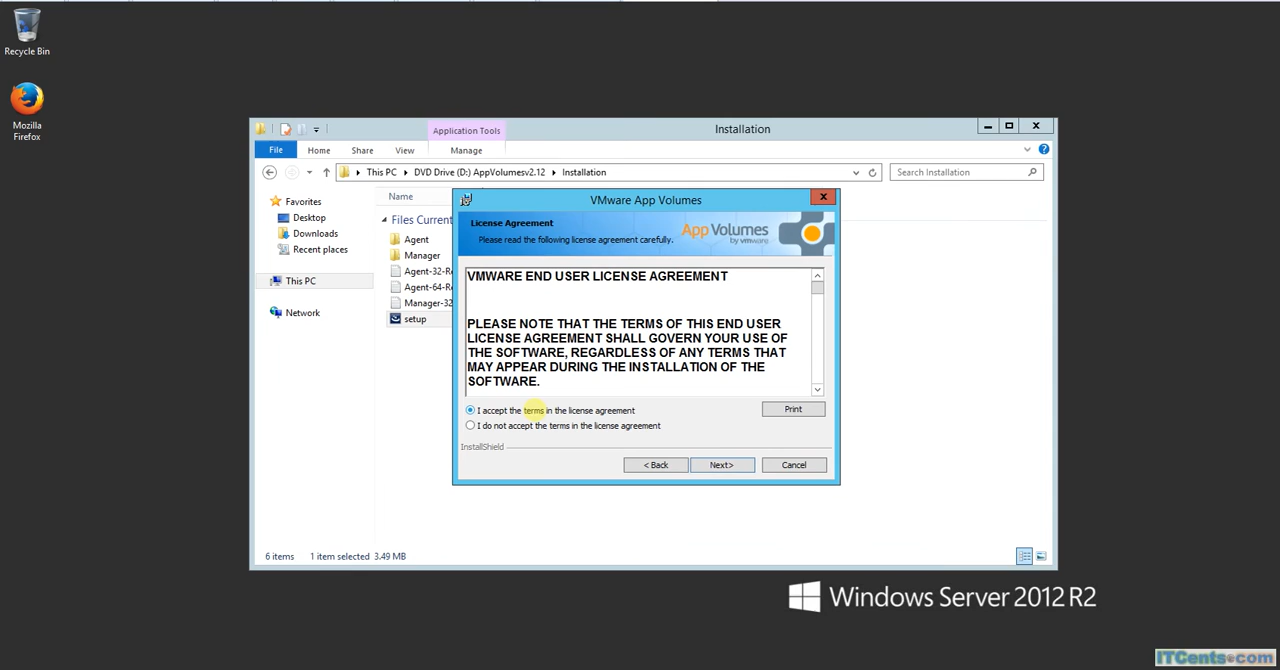 Recycle Bin
Mozilla
Firefox
Application Tools
Installation
File
Home
Share
View
Manage
This PC
DVD Drive (D:) AppVolumesv2.12
Installation
Search Installation
Favorites
Desktop
Downloads
Recent places
This PC
Network
Name
Files Current
Agent
Manager
Agent-32-Re
Agent-64-Re
Manager-32
setup
VMware App Volumes
License Agreement
Please read the following license agreement carefully.
App Volumes
by vmware
VMWARE END USER LICENSE AGREEMENT
PLEASE NOTE THAT THE TERMS OF THIS END USER
LICENSE AGREEMENT SHALL GOVERN YOUR USE OF
THE SOFTWARE, REGARDLESS OF ANY TERMS THAT
MAY APPEAR DURING THE INSTALLATION OF THE
SOFTWARE.
I accept the terms in the license agreement
Print
I do not accept the terms in the license agreement
InstallShield
< Back
Next>
Cancel
6 items
1 item selected 3.49 MB
Windows Server 2012 R2
ITCents.com